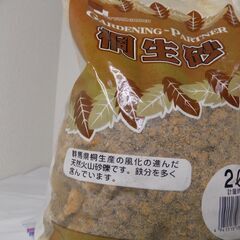 GARDENING-PARTNER
桐生砂
群馬県桐生産の風化の進んだ
天然火山砂礫です。鉄分を多く
含んでいます。